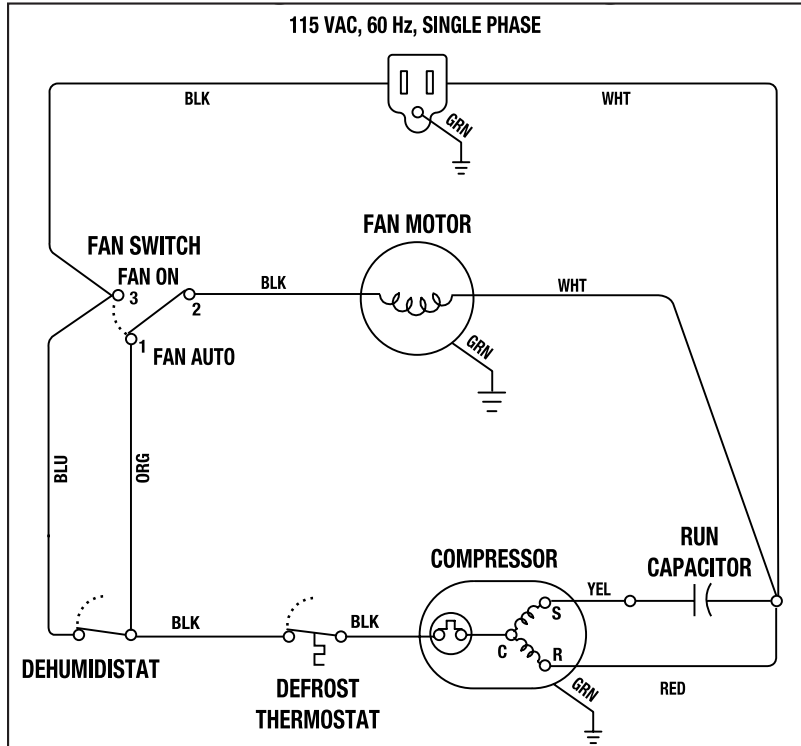 115 VAC, 60 Hz, SINGLE PHASE
BLK
WHT
GRN
FAN MOTOR
FAN SWITCH
FAN ON
3
2
BLK
WHT
1
FAN AUTO
GRN
BLU
ORG
RUN
CAPACITOR
COMPRESSOR
YEL
S
BLK
BLK
C
R
DEHUMIDISTAT
DEFROST
THERMOSTAT
GRN
RED